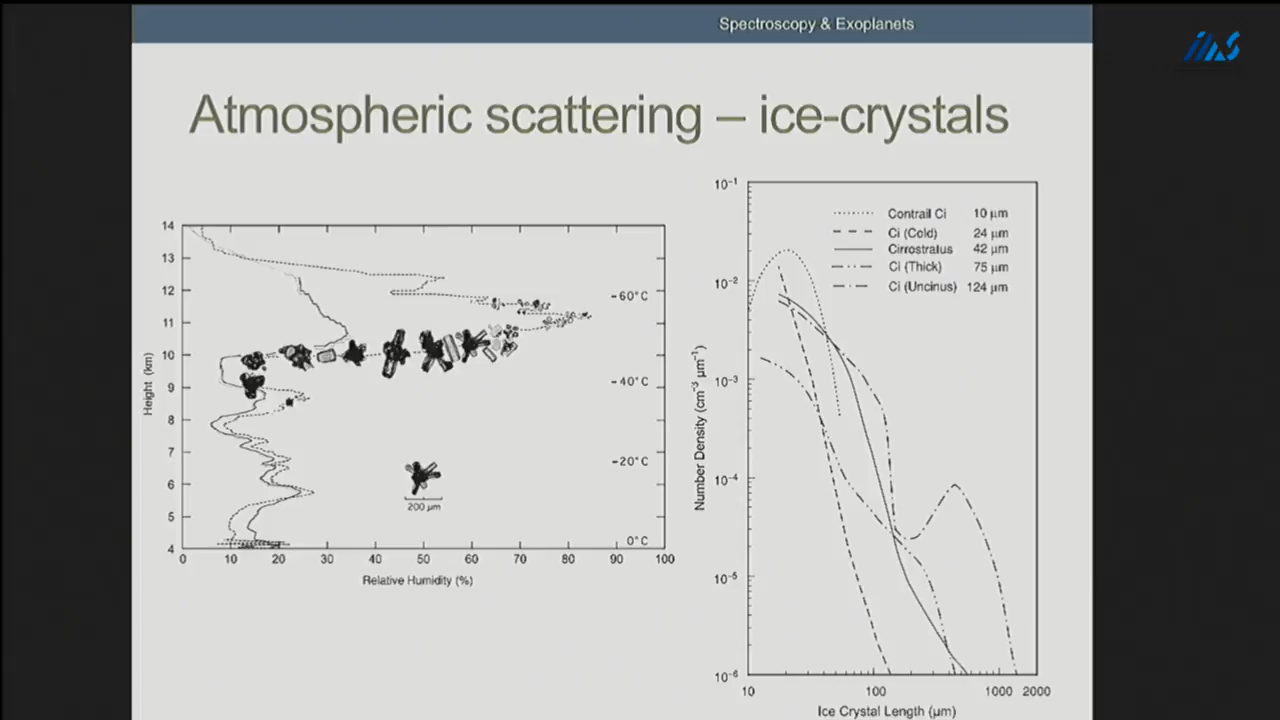 Spectroscopy & Exoplanets
IIAS
Atmospheric scattering – ice-crystals
14
13
12
11
10
9
8
7
6
5
4
Height (km)
-60°C
-40°C
-20°C
0°C
200 µm
0 10 20 30 40 50 60 70 80 90 100
Relative Humidity (%)
10⁻¹
10⁻²
10⁻³
10⁻⁴
10⁻⁵
10⁻⁶
Number Density (cm⁻³ µm⁻¹)
Contrail Ci 10 µm
Ci (Cold) 24 µm
Cirrostratus 42 µm
Ci (Thick) 75 µm
Ci (Uncinus) 124 µm
10 100 1000 2000
Ice Crystal Length (µm)